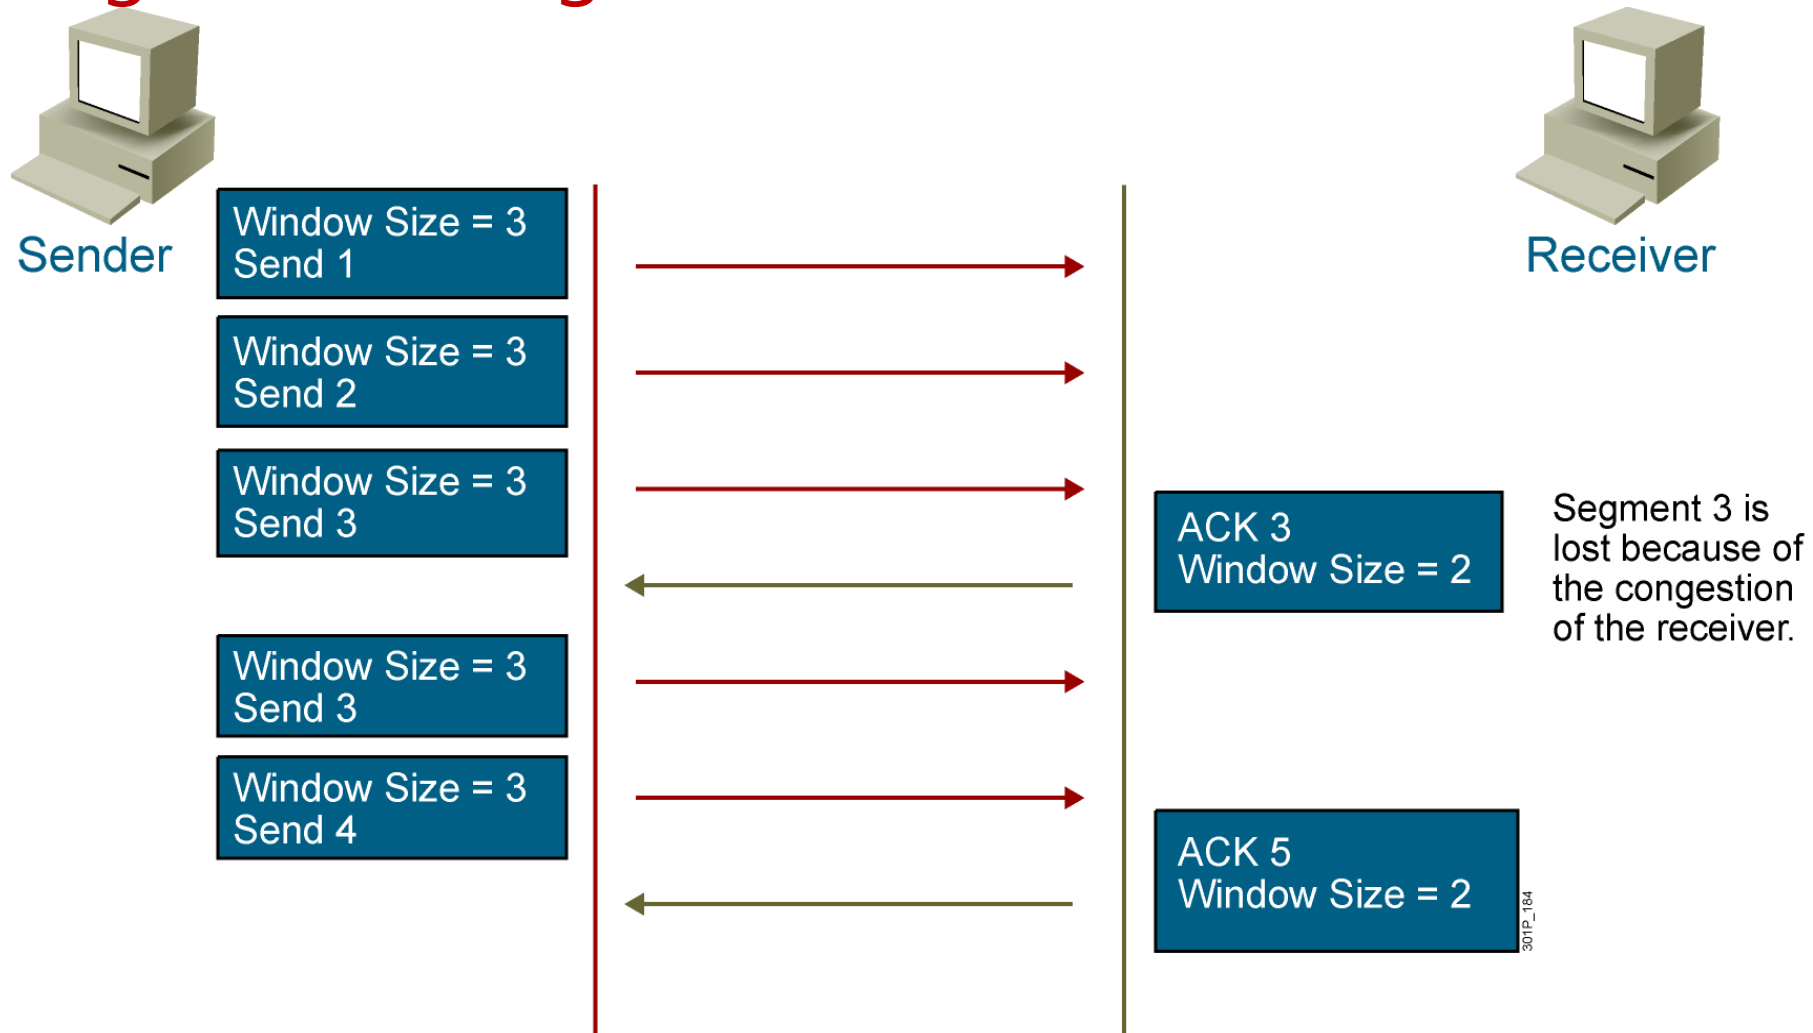 Sender
Receiver
Window Size = 3
Send 1
Window Size = 3
Send 2
Window Size = 3
Send 3
ACK 3
Window Size = 2
Segment 3 is
lost because of
the congestion
of the receiver.
Window Size = 3
Send 3
Window Size = 3
Send 4
ACK 5
Window Size = 2
301P_184